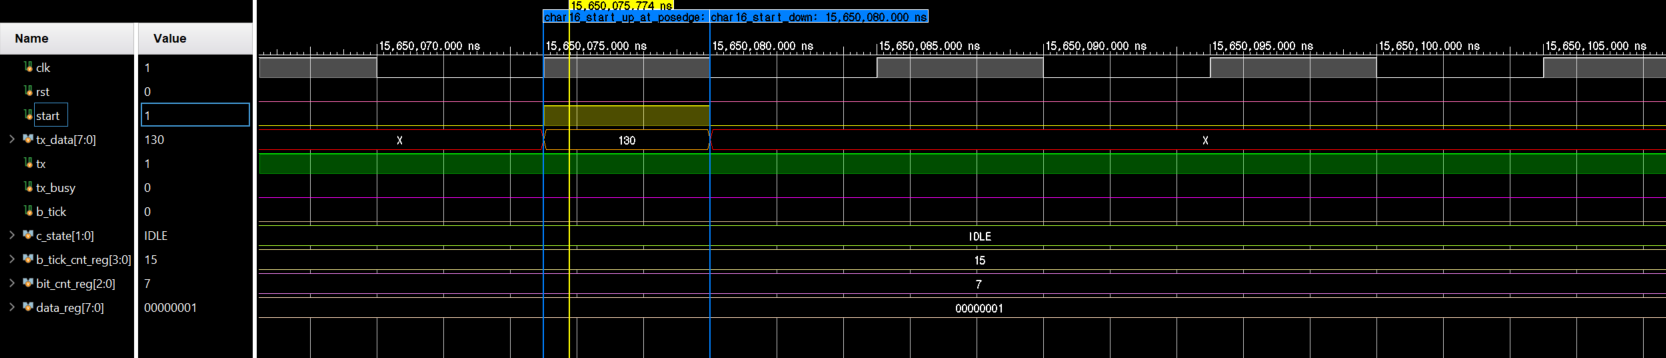 15,650,075.774 ns
char16_start_up_at_posedge: char16_start_down: 15,650,080.000 ns
Name Value
15,650,070.000 ns 15,650,075.000 ns 15,650,080.000 ns 15,650,085.000 ns 15,650,090.000 ns 15,650,095.000 ns 15,650,100.000 ns 15,650,105.000 ns
clk 1
rst 0
start 1
tx_data[7:0] 130 X 130 X
tx 1
tx_busy 0
b_tick 0
c_state[1:0] IDLE IDLE
b_tick_cnt_reg[3:0] 15 15
bit_cnt_reg[2:0] 7 7
data_reg[7:0] 00000001 00000001